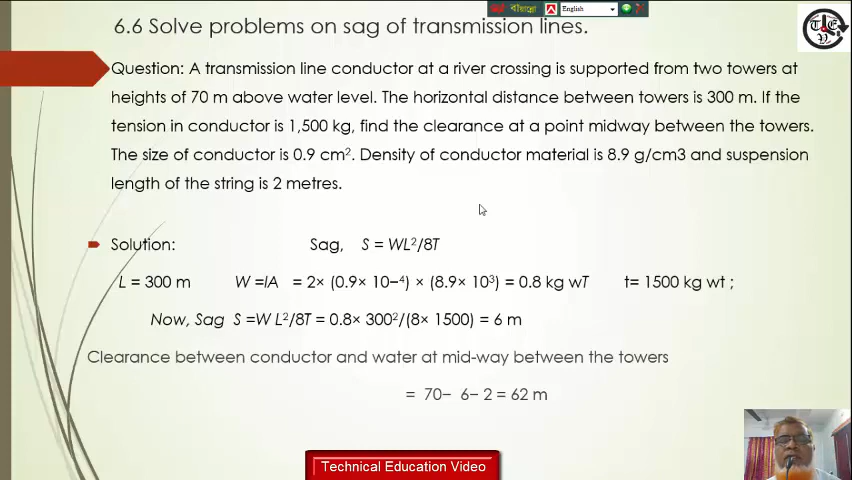 বায়ান্নো English
6.6 Solve problems on sag of transmission lines.
T E V
Question: A transmission line conductor at a river crossing is supported from two towers at
heights of 70 m above water level. The horizontal distance between towers is 300 m. If the
tension in conductor is 1,500 kg, find the clearance at a point midway between the towers.
The size of conductor is 0.9 cm². Density of conductor material is 8.9 g/cm3 and suspension
length of the string is 2 metres.
Solution: Sag, S = WL²/8T
L = 300 m W =lA = 2× (0.9× 10−⁴) × (8.9× 10³) = 0.8 kg wT t= 1500 kg wt ;
Now, Sag S =W L²/8T = 0.8× 300²/(8× 1500) = 6 m
Clearance between conductor and water at mid-way between the towers
= 70− 6− 2 = 62 m
Technical Education Video